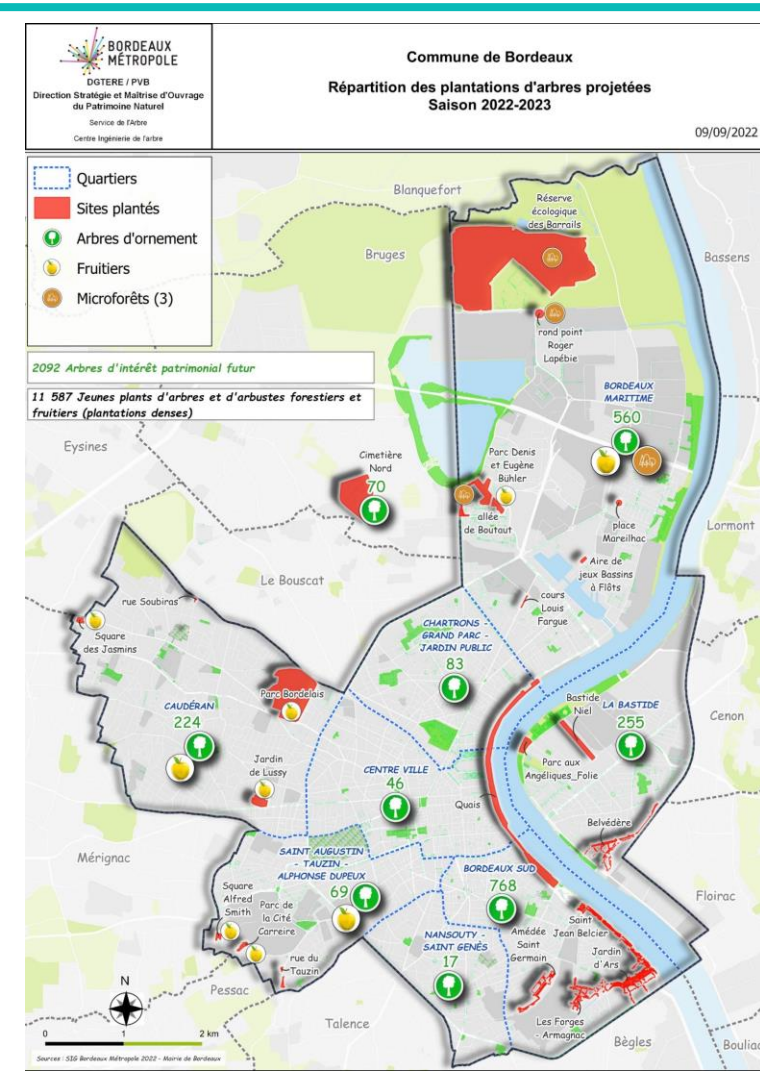 BORDEAUX
MÉTROPOLE
DGTERE / PVB
Direction Stratégie et Maîtrise d'Ouvrage
du Patrimoine Naturel
Service de l'Arbre
Centre Ingénierie de l'arbre
Commune de Bordeaux
Répartition des plantations d'arbres projetées
Saison 2022-2023
09/09/2022
Quartiers
Sites plantés
Arbres d'ornement
Fruitiers
Microforêts (3)
2092 Arbres d'intérêt patrimonial futur
11 587 Jeunes plants d'arbres et d'arbustes forestiers et
fruitiers (plantations denses)
Blanquefort
Réserve
écologique
des Barrails
Bruges
Bassens
rond point
Roger
Lapébie
BORDEAUX
MARITIME
560
Eysines
Cimetière
Nord
70
Parc Denis
et Eugène
Bühler
allée
de Boutaut
place
Mareilhac
Lormont
Aire de
jeux Bassins
à Flôts
Le Bouscat
rue Soubiras
cours
Louis
Fargue
Square
des Jasmins
CHARTRONS -
GRAND PARC -
JARDIN PUBLIC
83
Parc Bordelais
CAUDÉRAN
224
Bastide
Niel
LA BASTIDE
255
Cenon
Jardin
de Lussy
CENTRE VILLE
46
Parc aux
Angéliques_Folie
Quais
Belvédère
Mérignac
SAINT AUGUSTIN
- TAUZIN -
ALPHONSE DUPEUX
69
BORDEAUX SUD
768
Floirac
Square
Alfred
Smith
Parc de
la Cité
Carreire
NANSOUTY -
SAINT GENÈS
17
Amédée
Saint
Germain
Saint
Jean Belcier
Jardin
d'Ars
rue du
Tauzin
Pessac
Talence
Les Forges
- Armagnac
Bègles
Bouliac
N
0 1 2 km
Sources : SIG Bordeaux Métropole 2022 - Mairie de Bordeaux